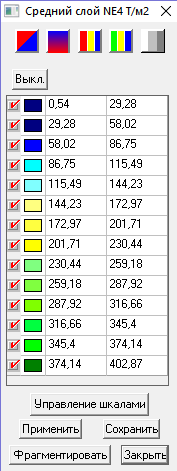 Средний слой NE4 Т/м2
Выкл.
0,54 29,28
29,28 58,02
58,02 86,75
86,75 115,49
115,49 144,23
144,23 172,97
172,97 201,71
201,71 230,44
230,44 259,18
259,18 287,92
287,92 316,66
316,66 345,4
345,4 374,14
374,14 402,87
Управление шкалами
Применить Сохранить
Фрагментировать Закрыть